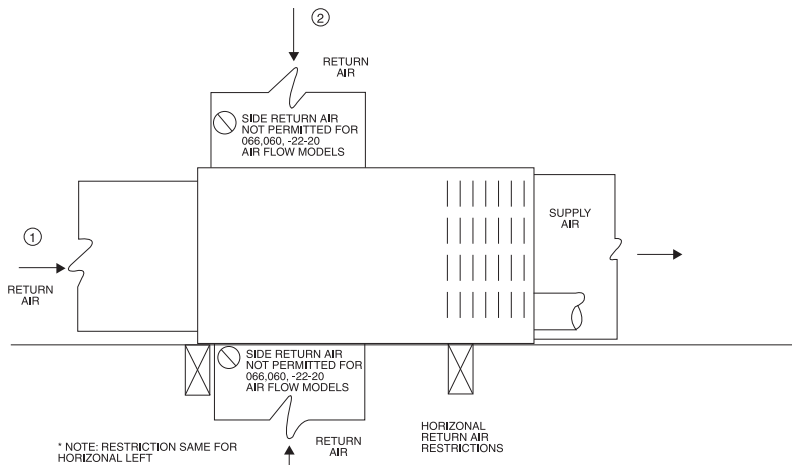 2
RETURN
AIR
SIDE RETURN AIR
NOT PERMITTED FOR
066,060, -22-20
AIR FLOW MODELS
1
RETURN
AIR
SUPPLY
AIR
SIDE RETURN AIR
NOT PERMITTED FOR
066,060, -22-20
AIR FLOW MODELS
RETURN
AIR
HORIZONAL
RETURN AIR
RESTRICTIONS
* NOTE: RESTRICTION SAME FOR
HORIZONAL LEFT